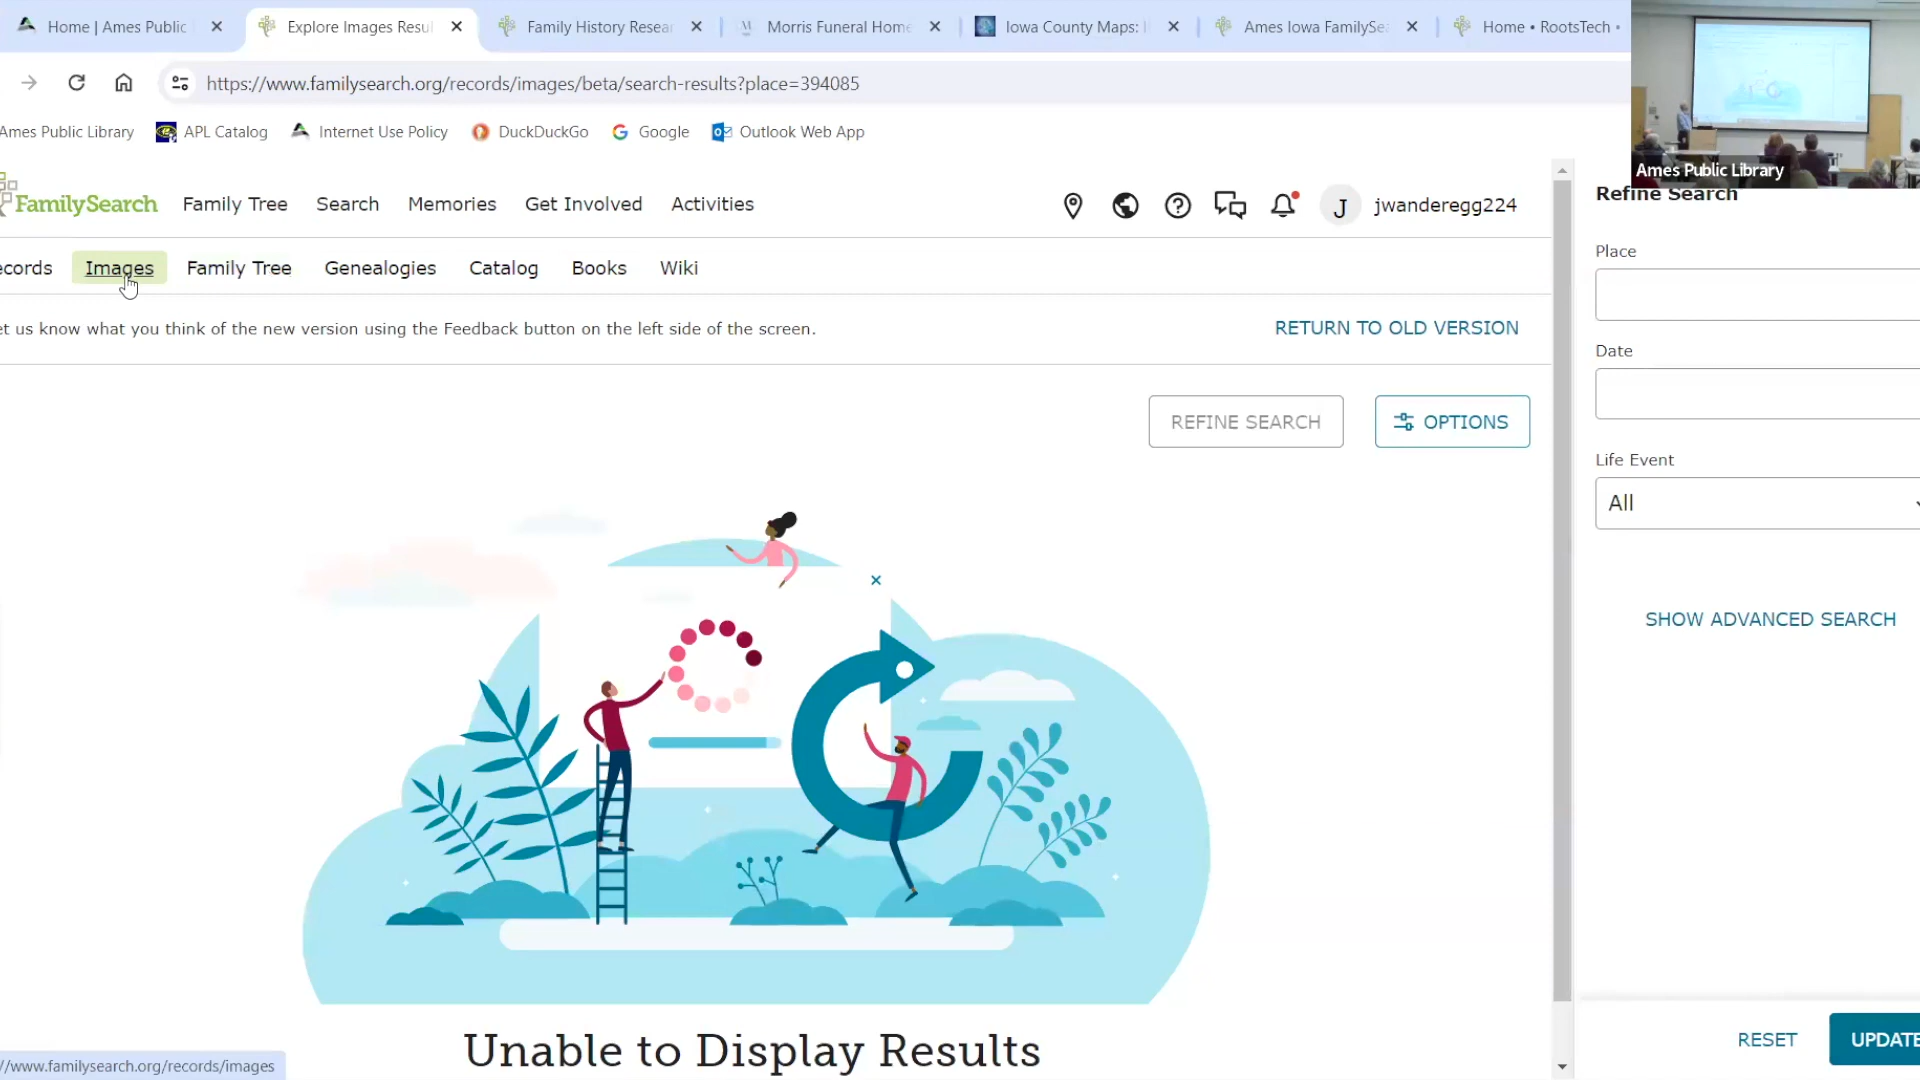 Home | Ames Public
Explore Images Resul
Family History Resear
Morris Funeral Home
Iowa County Maps:
Ames Iowa FamilySea
Home • RootsTech •
https://www.familysearch.org/records/images/beta/search-results?place=394085
Ames Public Library
APL Catalog
Internet Use Policy
DuckDuckGo
Google
Outlook Web App
Ames Public Library
FamilySearch
Family Tree
Search
Memories
Get Involved
Activities
J
jwanderegg224
Refine Search
ecords
Images
Family Tree
Genealogies
Catalog
Books
Wiki
Place
et us know what you think of the new version using the Feedback button on the left side of the screen.
RETURN TO OLD VERSION
Date
REFINE SEARCH
OPTIONS
Life Event
All
SHOW ADVANCED SEARCH
Unable to Display Results
RESET
UPDATE
//www.familysearch.org/records/images